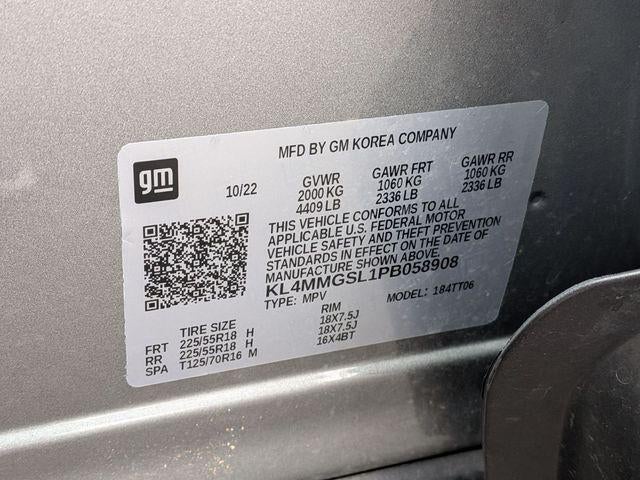 MFD BY GM KOREA COMPANY
gm
10/22 GVWR GAWR FRT GAWR RR
2000 KG 1060 KG 1060 KG
4409 LB 2336 LB 2336 LB
THIS VEHICLE CONFORMS TO ALL
APPLICABLE U.S. FEDERAL MOTOR
VEHICLE SAFETY AND THEFT PREVENTION
STANDARDS IN EFFECT ON THE DATE OF
MANUFACTURE SHOWN ABOVE.
KL4MMGSL1PB058908
TYPE: MPV MODEL: 184TT06
TIRE SIZE RIM
FRT 225/55R18 H 18X7.5J
RR 225/55R18 H 18X7.5J
SPA T125/70R16 M 16X4BT